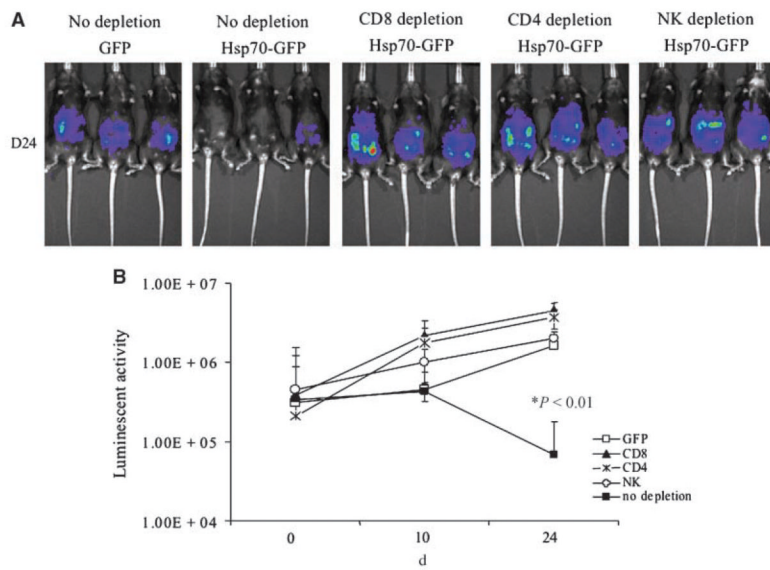 A
No depletion
GFP
No depletion
Hsp70-GFP
CD8 depletion
Hsp70-GFP
CD4 depletion
Hsp70-GFP
NK depletion
Hsp70-GFP
D24
B
Luminescent activity
1.00E + 07
1.00E + 06
1.00E + 05
1.00E + 04
0
10
24
d
*P < 0.01
GFP
CD8
CD4
NK
no depletion